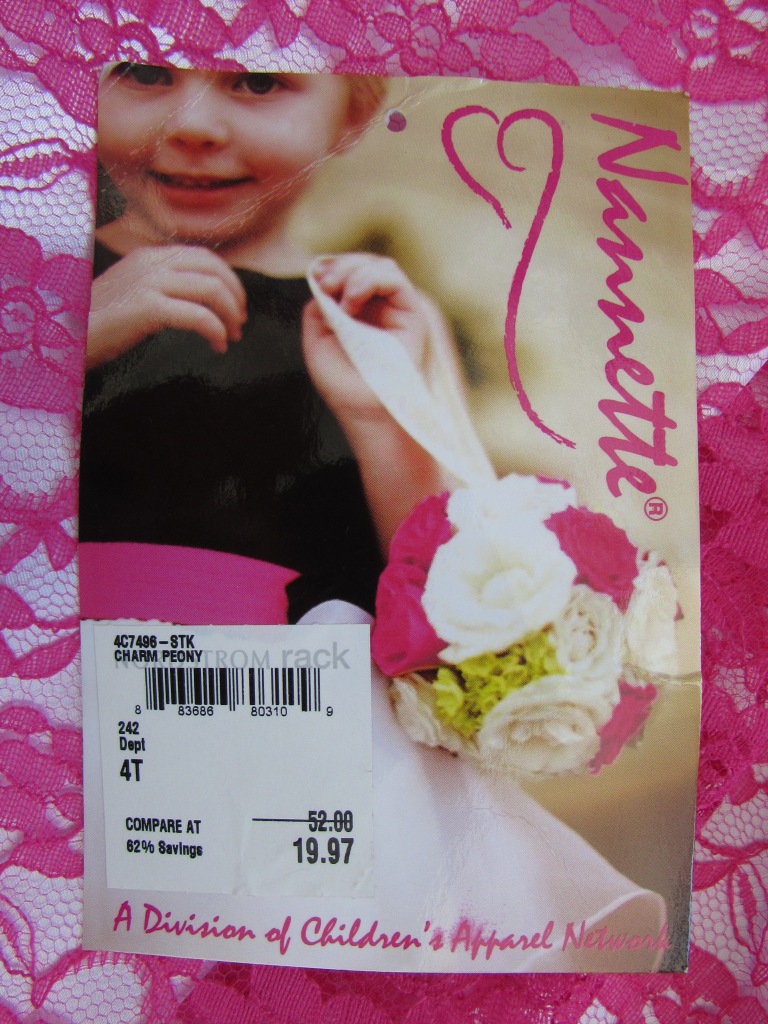 Nannette®
4C7496-STK
CHARM PEONY
NORDSTROM rack
8 83686 80310 9
242
Dept
4T
COMPARE AT 52.00
62% Savings 19.97
A Division of Children's Apparel Network